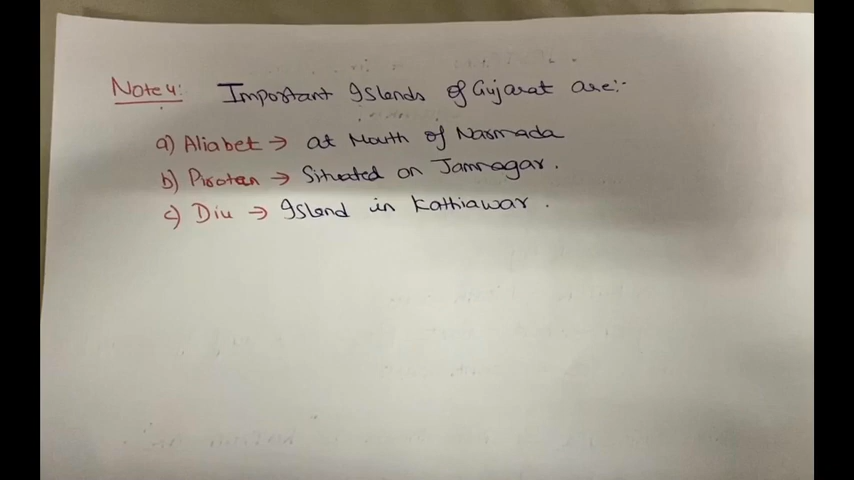 Note 4: Important Islands of Gujarat are:-
a) Aliabet → at Mouth of Narmada
b) Pirotan → Situated on Jamnagar.
c) Diu → Island in Kathiawar.